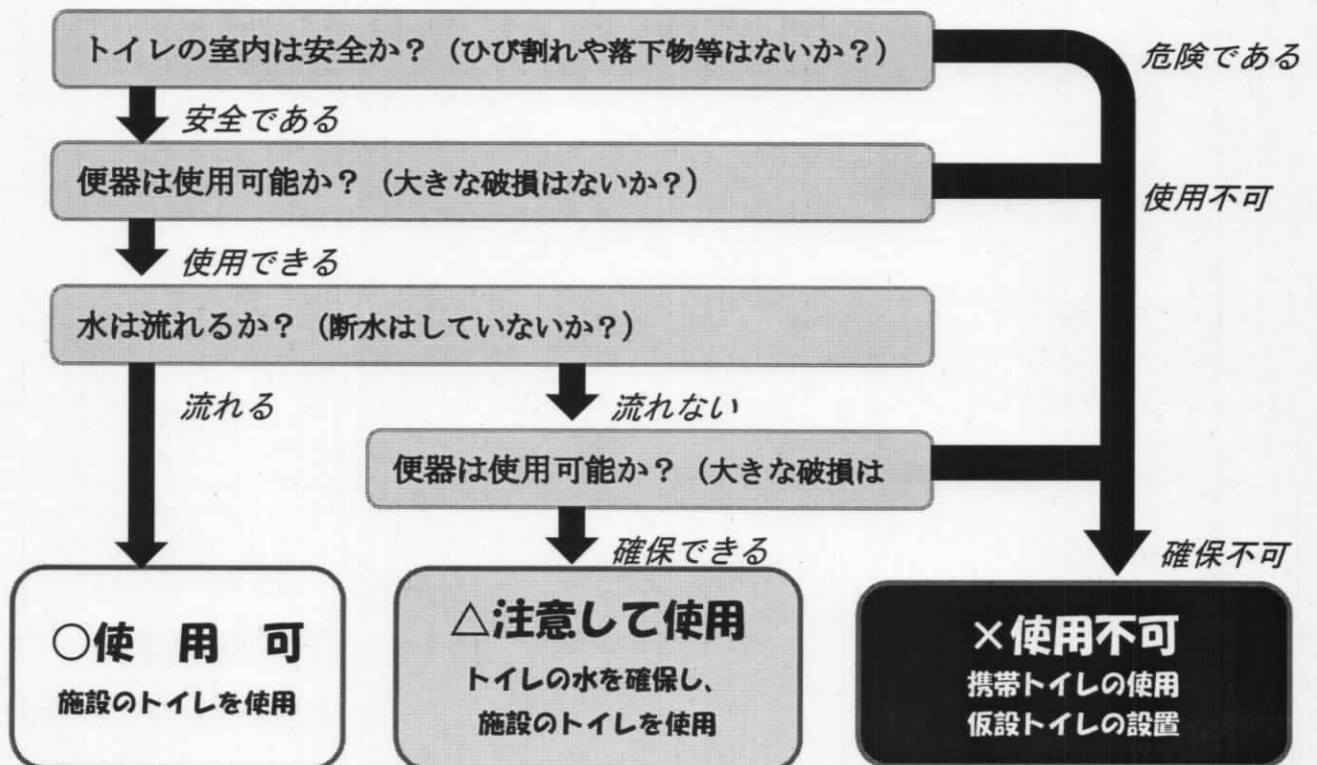 トイレの室内は安全か？（ひび割れや落下物等はないか？）
危険である
安全である
便器は使用可能か？（大きな破損はないか？）
使用不可
使用できる
水は流れるか？（断水はしていないか？）
流れる
流れない
便器は使用可能か？（大きな破損は
確保できる
確保不可
○使　用　可
施設のトイレを使用
△注意して使用
トイレの水を確保し、
施設のトイレを使用
×使用不可
携帯トイレの使用
仮設トイレの設置